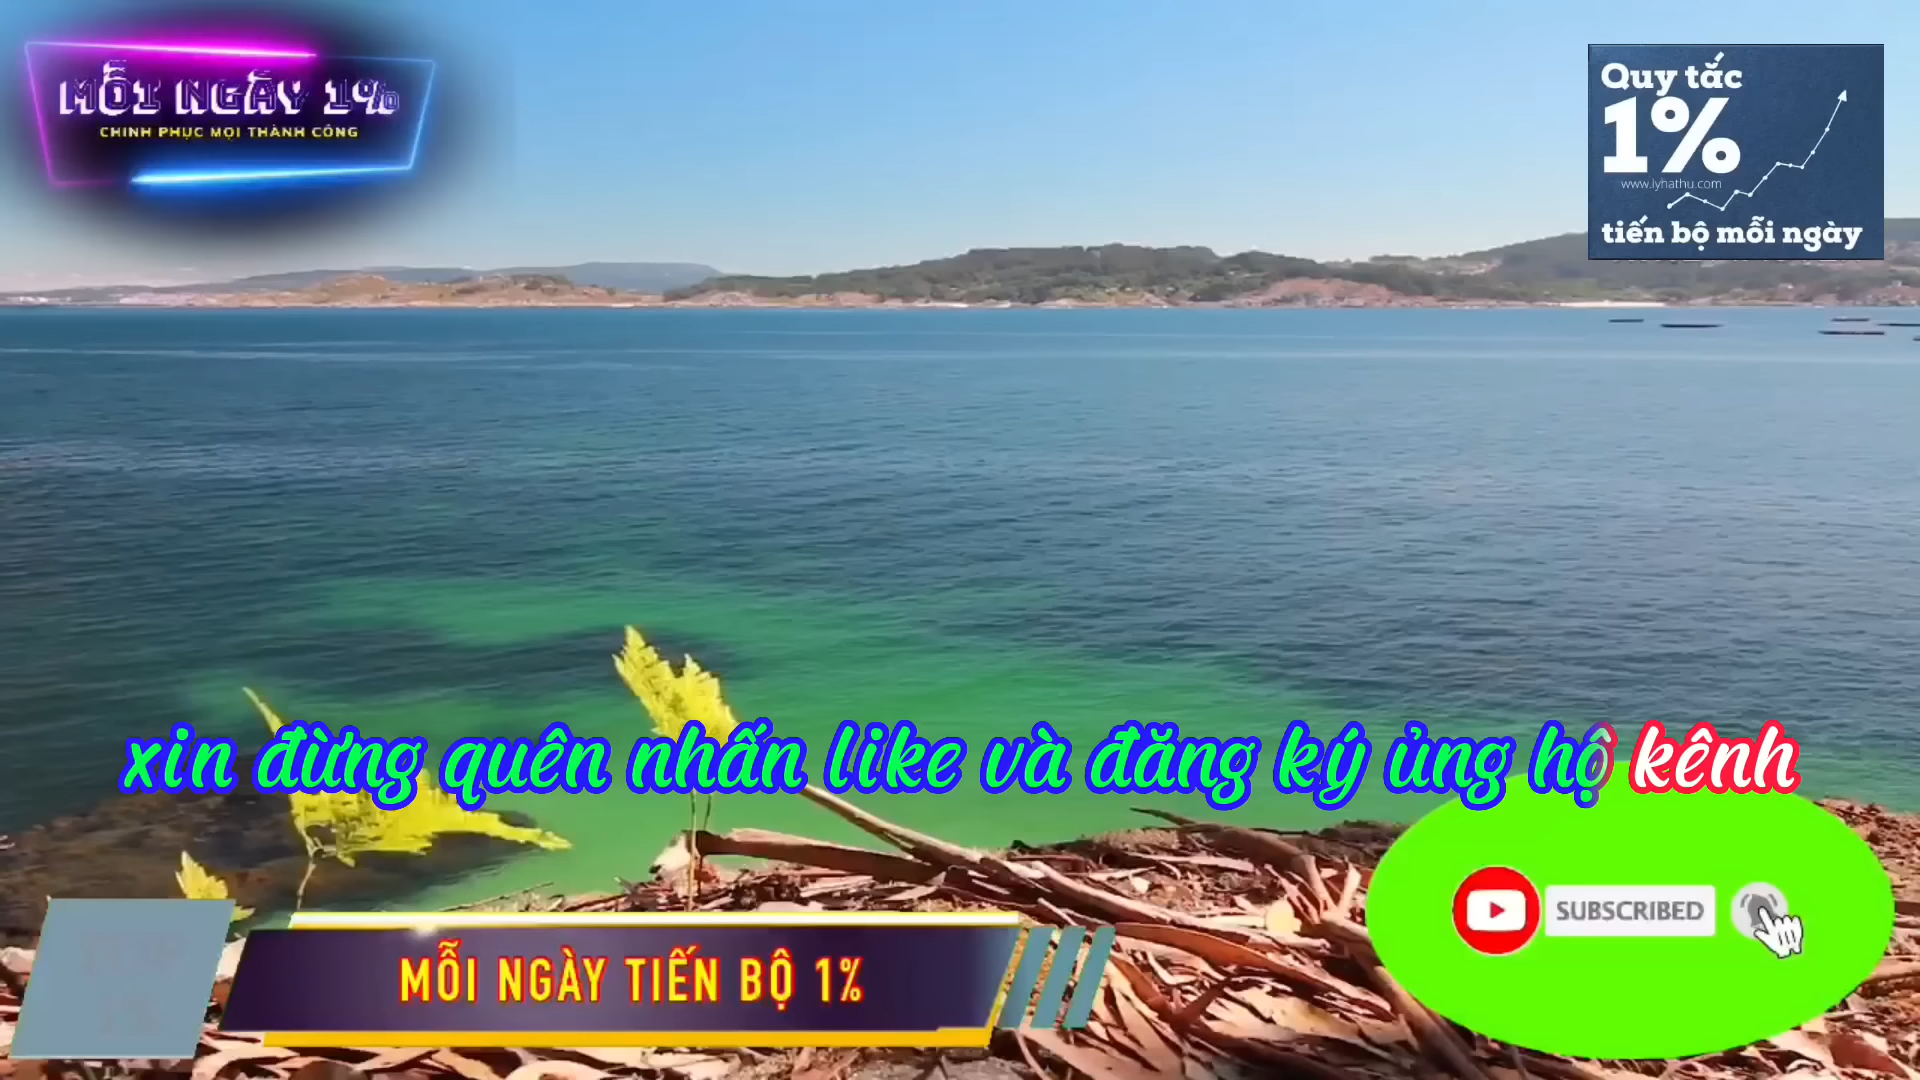 MỖI NGÀY 1%
CHINH PHỤC MỌI THÀNH CÔNG
Quy tắc
1%
www.lyhathu.com
tiến bộ mỗi ngày
xin đừng quên nhấn like và đăng ký ủng hộ kênh
SUBSCRIBED
MỖI NGÀY TIẾN BỘ 1%